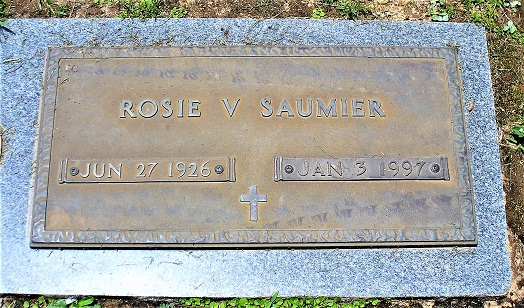 ROSIE V SAUMIER
JUN 27 1926
JAN 3 1997